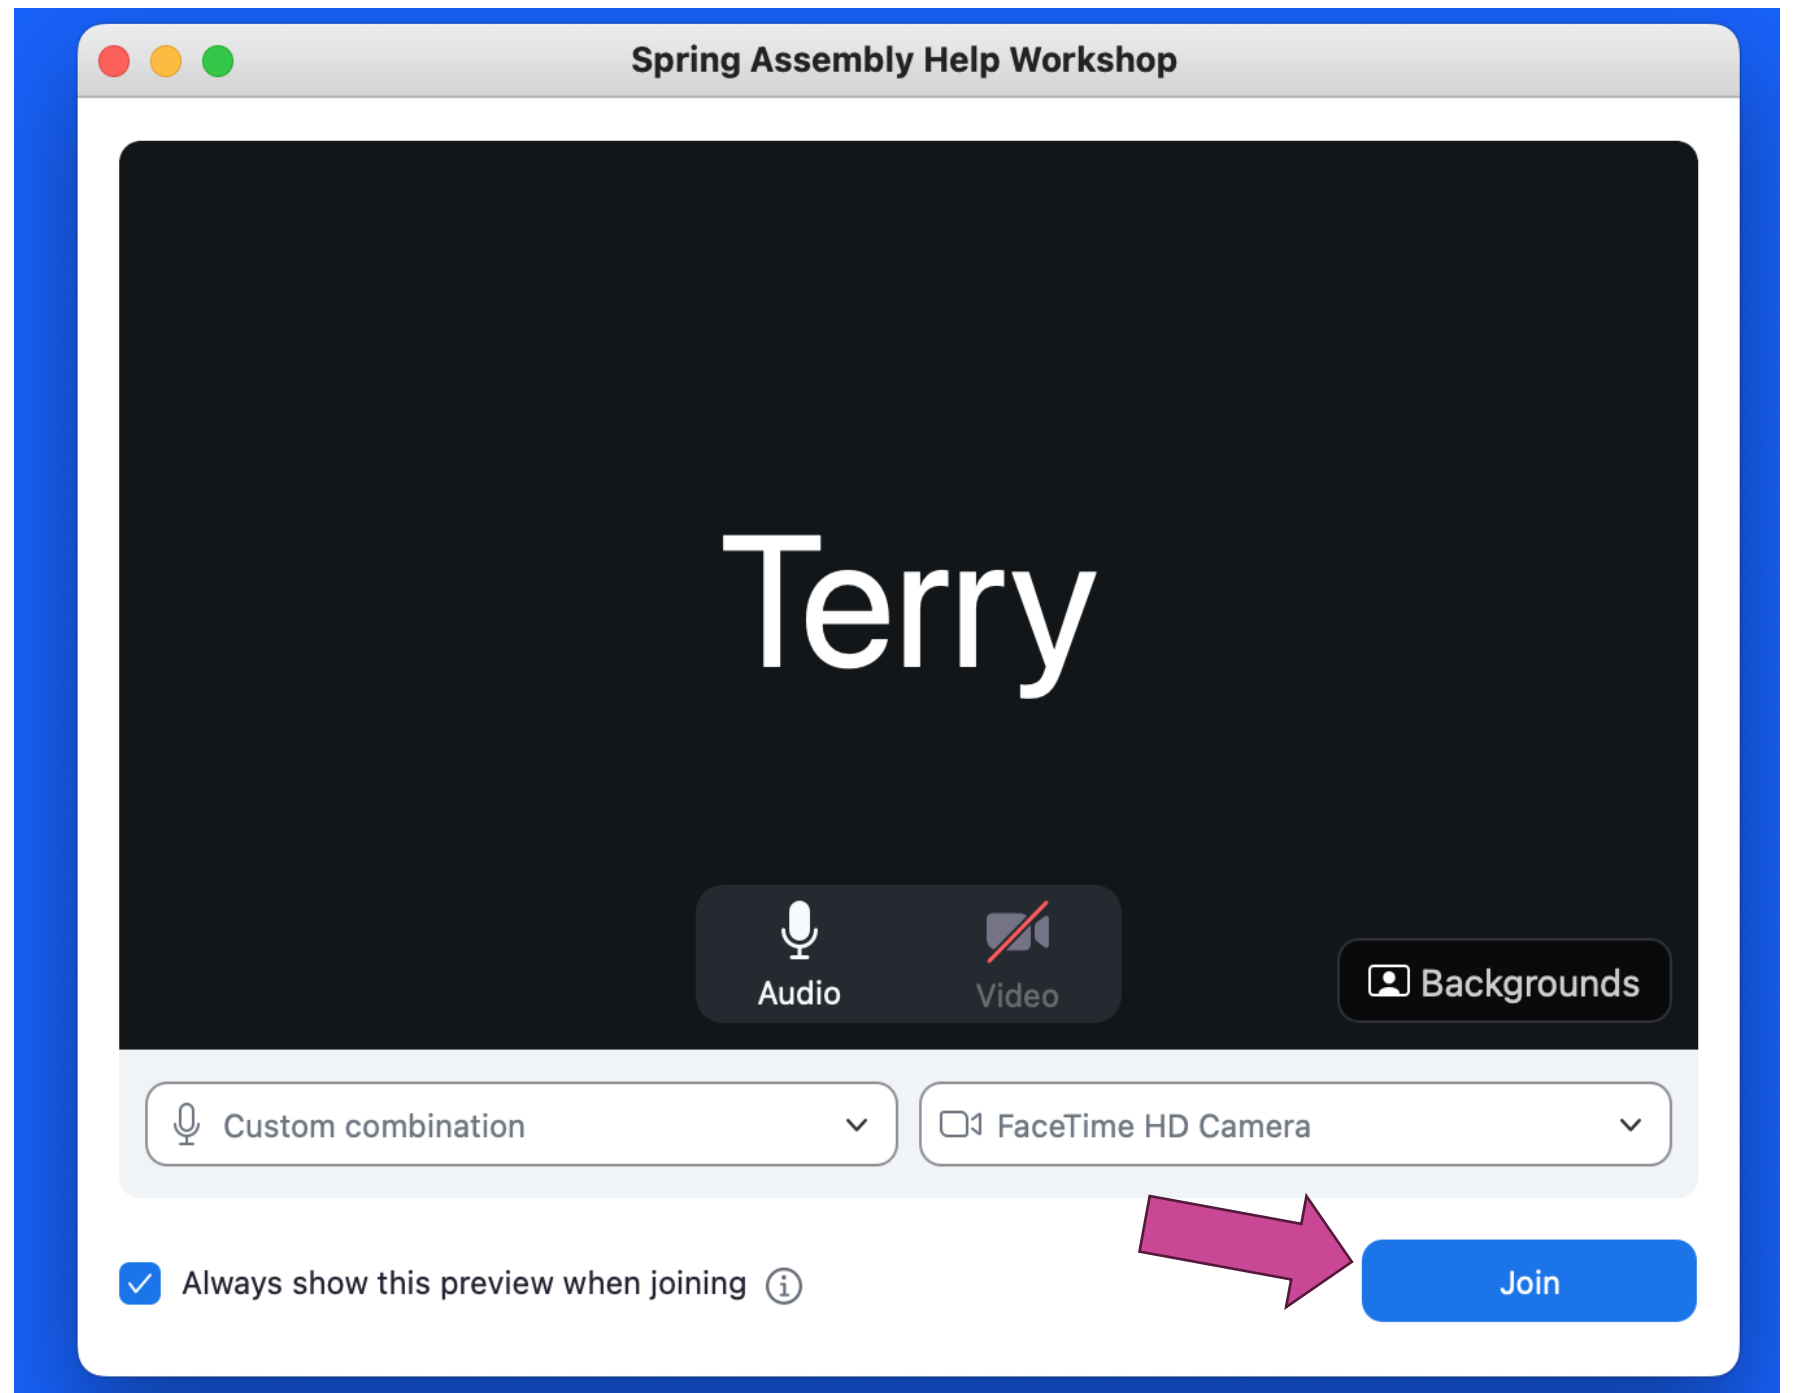 Spring Assembly Help Workshop
Terry
Audio
Video
Backgrounds
Custom combination
FaceTime HD Camera
Always show this preview when joining
Join